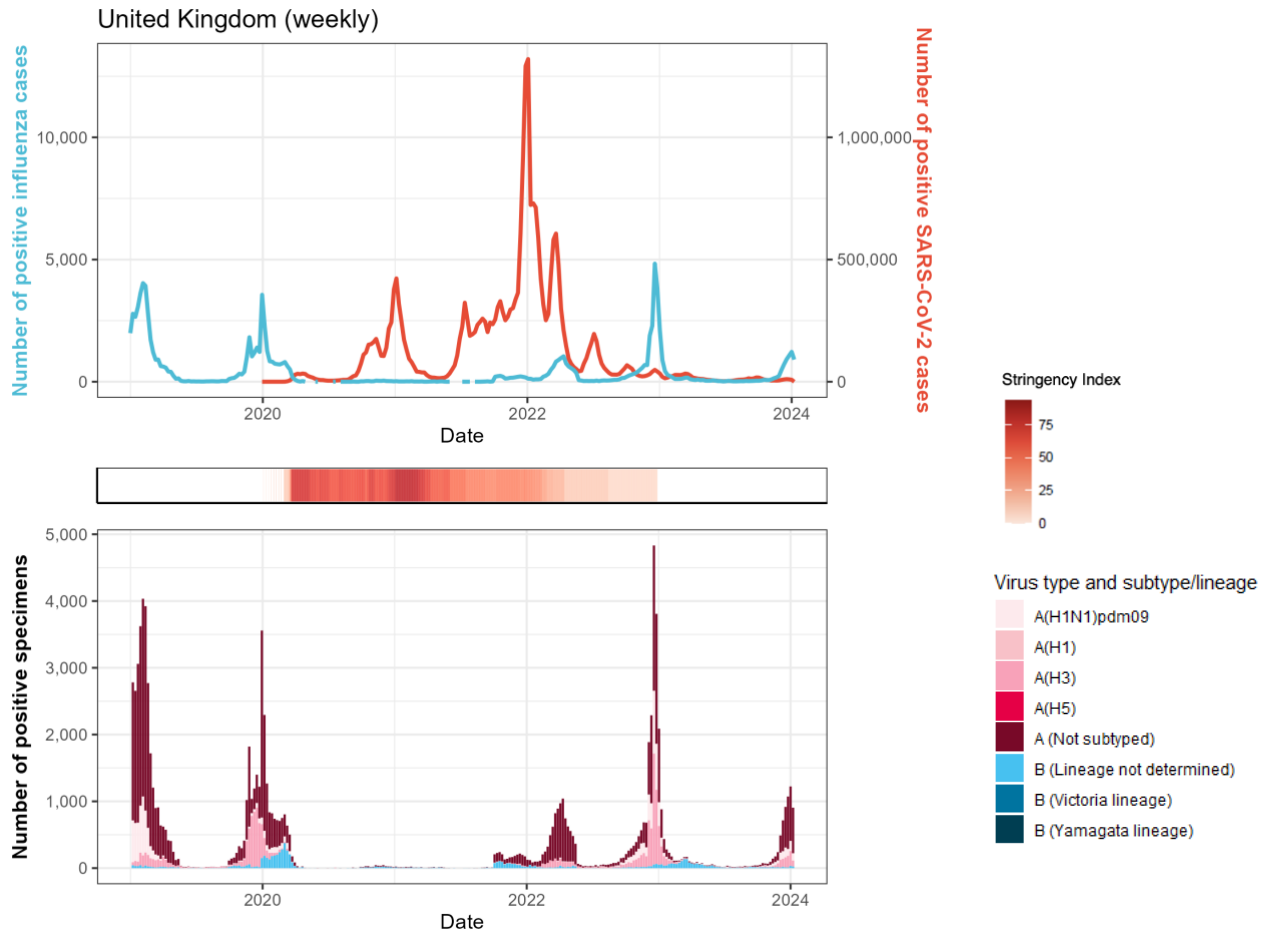 United Kingdom (weekly)
Number of positive influenza cases
10,000
5,000
0
1,000,000
500,000
0
Number of positive SARS-CoV-2 cases
2020
2022
2024
Date
Stringency Index
75
50
25
0
Number of positive specimens
5,000
4,000
3,000
2,000
1,000
0
2020
2022
2024
Date
Virus type and subtype/lineage
A(H1N1)pdm09
A(H1)
A(H3)
A(H5)
A (Not subtyped)
B (Lineage not determined)
B (Victoria lineage)
B (Yamagata lineage)